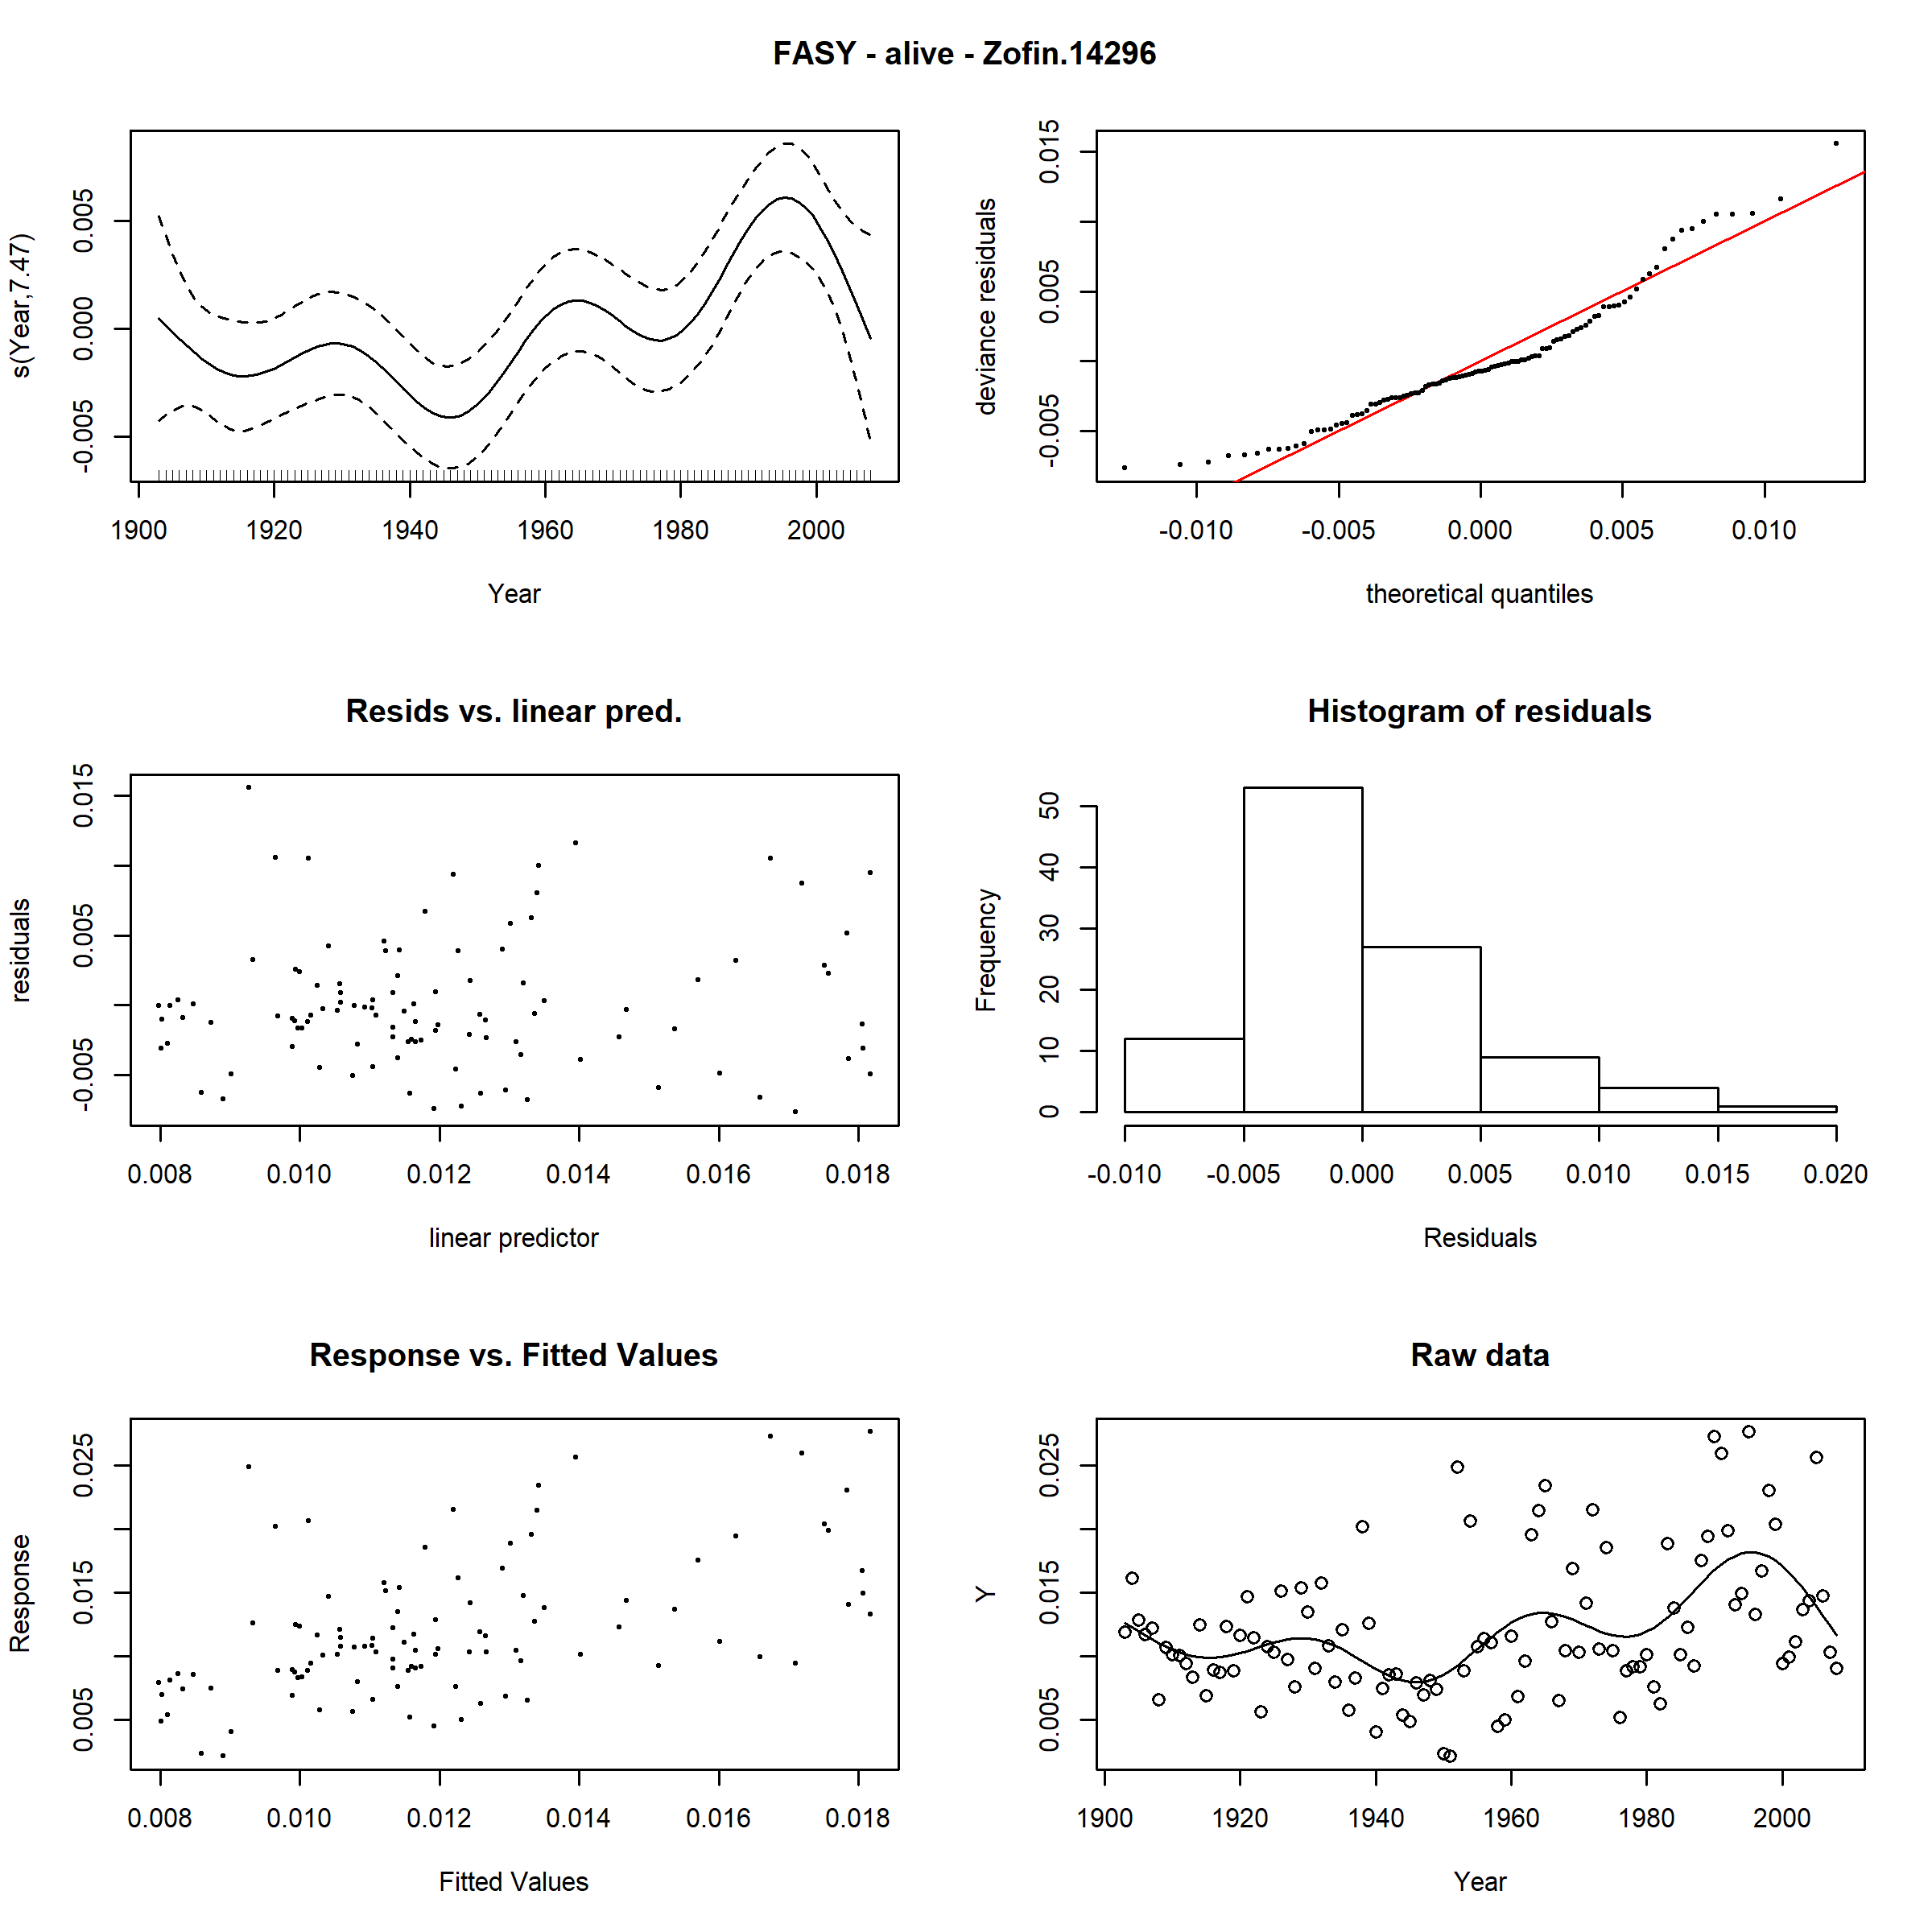 FASY - alive - Zofin.14296
s(Year,7.47)
0.005
0.000
-0.005
1900 1920 1940 1960 1980 2000
Year
deviance residuals
0.015
0.005
-0.005
-0.010 -0.005 0.000 0.005 0.010
theoretical quantiles
Resids vs. linear pred.
residuals
0.015
0.005
-0.005
0.008 0.010 0.012 0.014 0.016 0.018
linear predictor
Histogram of residuals
Frequency
50
40
30
20
10
0
-0.010 -0.005 0.000 0.005 0.010 0.015 0.020
Residuals
Response vs. Fitted Values
Response
0.025
0.015
0.005
0.008 0.010 0.012 0.014 0.016 0.018
Fitted Values
Raw data
Y
0.025
0.015
0.005
1900 1920 1940 1960 1980 2000
Year